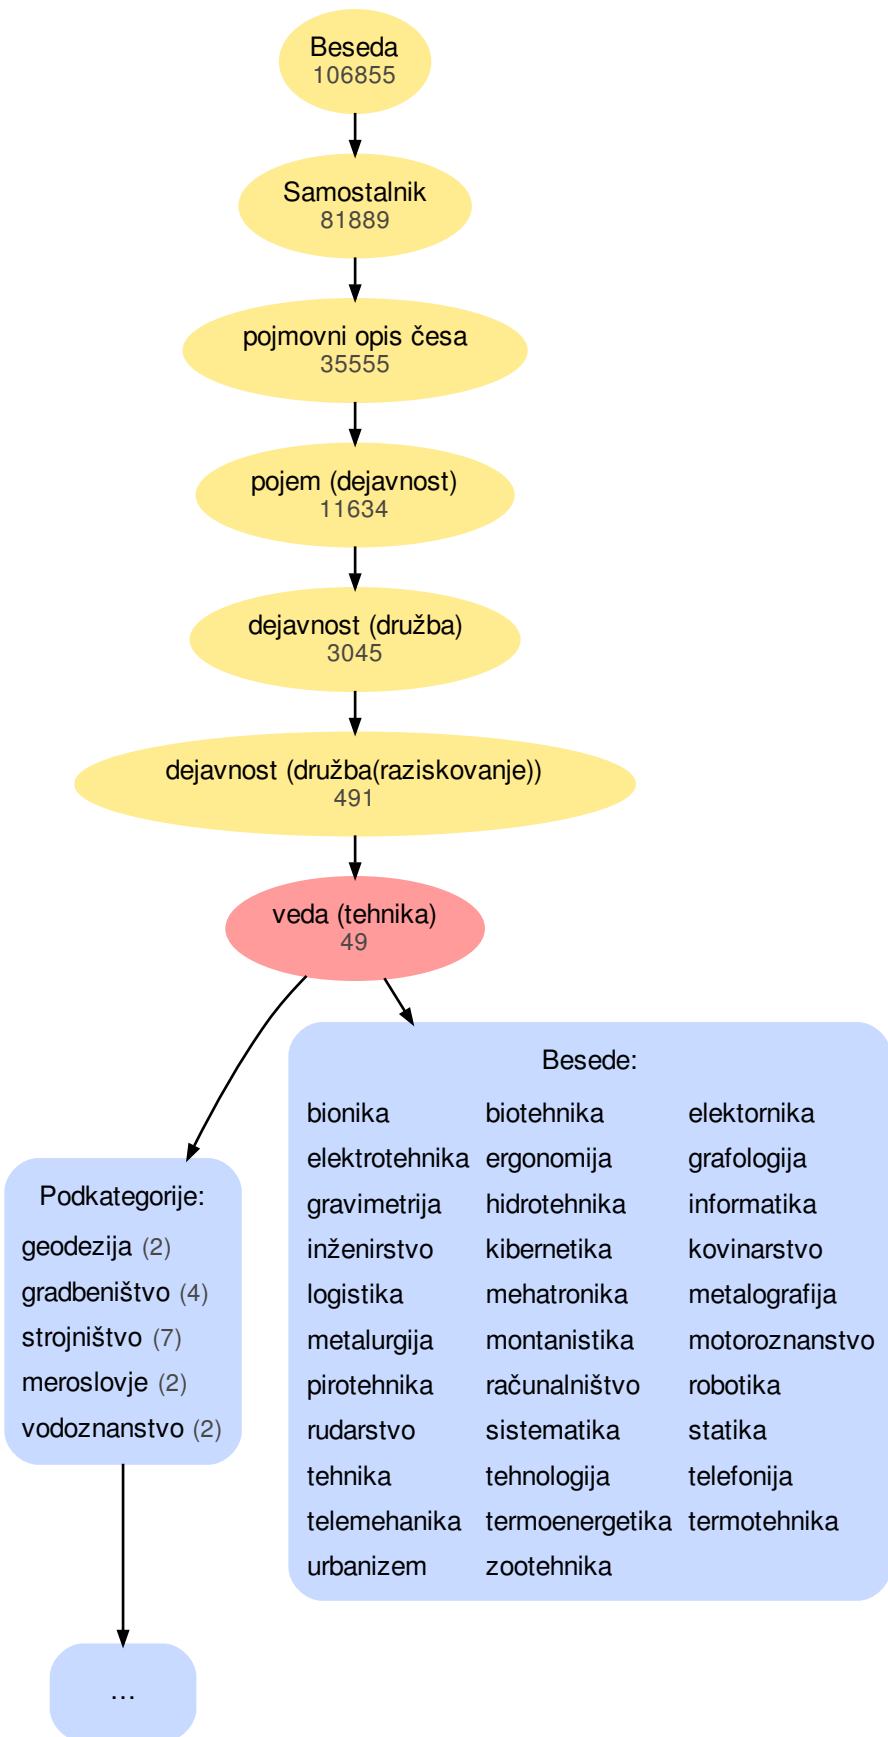 Beseda
106855
Samostalnik
81889
pojmovni opis česa
35555
pojem (dejavnost)
11634
dejavnost (družba)
3045
dejavnost (družba(raziskovanje))
491
veda (tehnika)
49
Podkategorije:
geodezija (2)
gradbeništvo (4)
strojništvo (7)
meroslovje (2)
vodoznanstvo (2)
...
Besede:
bionika biotehnika elektornika
elektrotehnika ergonomija grafologija
gravimetrija hidrotehnika informatika
inženirstvo kibernetika kovinarstvo
logistika mehatronika metalografija
metalurgija montanistika motoroznanstvo
pirotehnika računalništvo robotika
rudarstvo sistematika statika
tehnika tehnologija telefonija
telemehanika termoenergetika termotehnika
urbanizem zootehnika